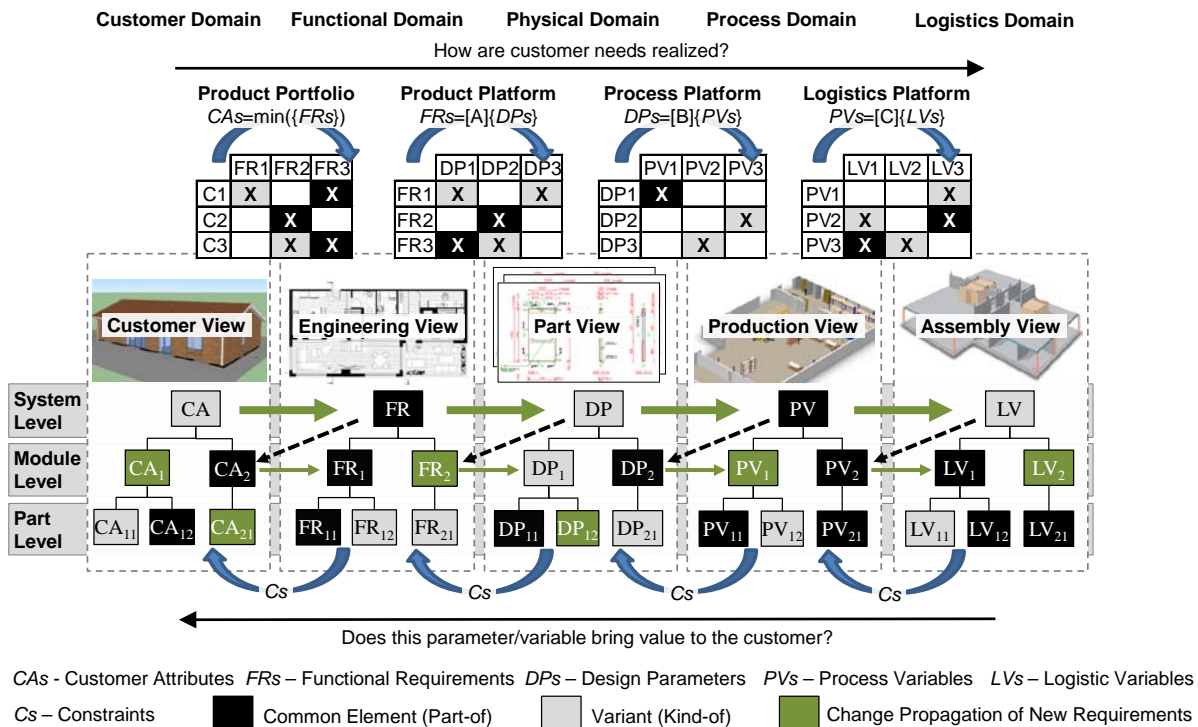 Customer Domain Functional Domain Physical Domain Process Domain Logistics Domain
How are customer needs realized?
Product Portfolio Product Platform Process Platform Logistics Platform
CAs=min({FRs}) FRs=[A]{DPs} DPs=[B]{PVs} PVs=[C]{LVs}
FR1 FR2 FR3 DP1 DP2 DP3 PV1 PV2 PV3 LV1 LV2 LV3
C1 X X FR1 X X DP1 X PV1 X
C2 X FR2 X DP2 X PV2 X X
C3 X X FR3 X X DP3 X PV3 X X
Customer View Engineering View Part View Production View Assembly View
System
Level
CA FR DP PV LV
Module
Level
CA1 CA2 FR1 FR2 DP1 DP2 PV1 PV2 LV1 LV2
Part
Level
CA11 CA12 CA21 FR11 FR12 FR21 DP11 DP12 DP21 PV11 PV12 PV21 LV11 LV12 LV21
Cs Cs Cs Cs
Does this parameter/variable bring value to the customer?
CAs - Customer Attributes FRs – Functional Requirements DPs – Design Parameters PVs – Process Variables LVs – Logistic Variables
Cs – Constraints Common Element (Part-of) Variant (Kind-of) Change Propagation of New Requirements